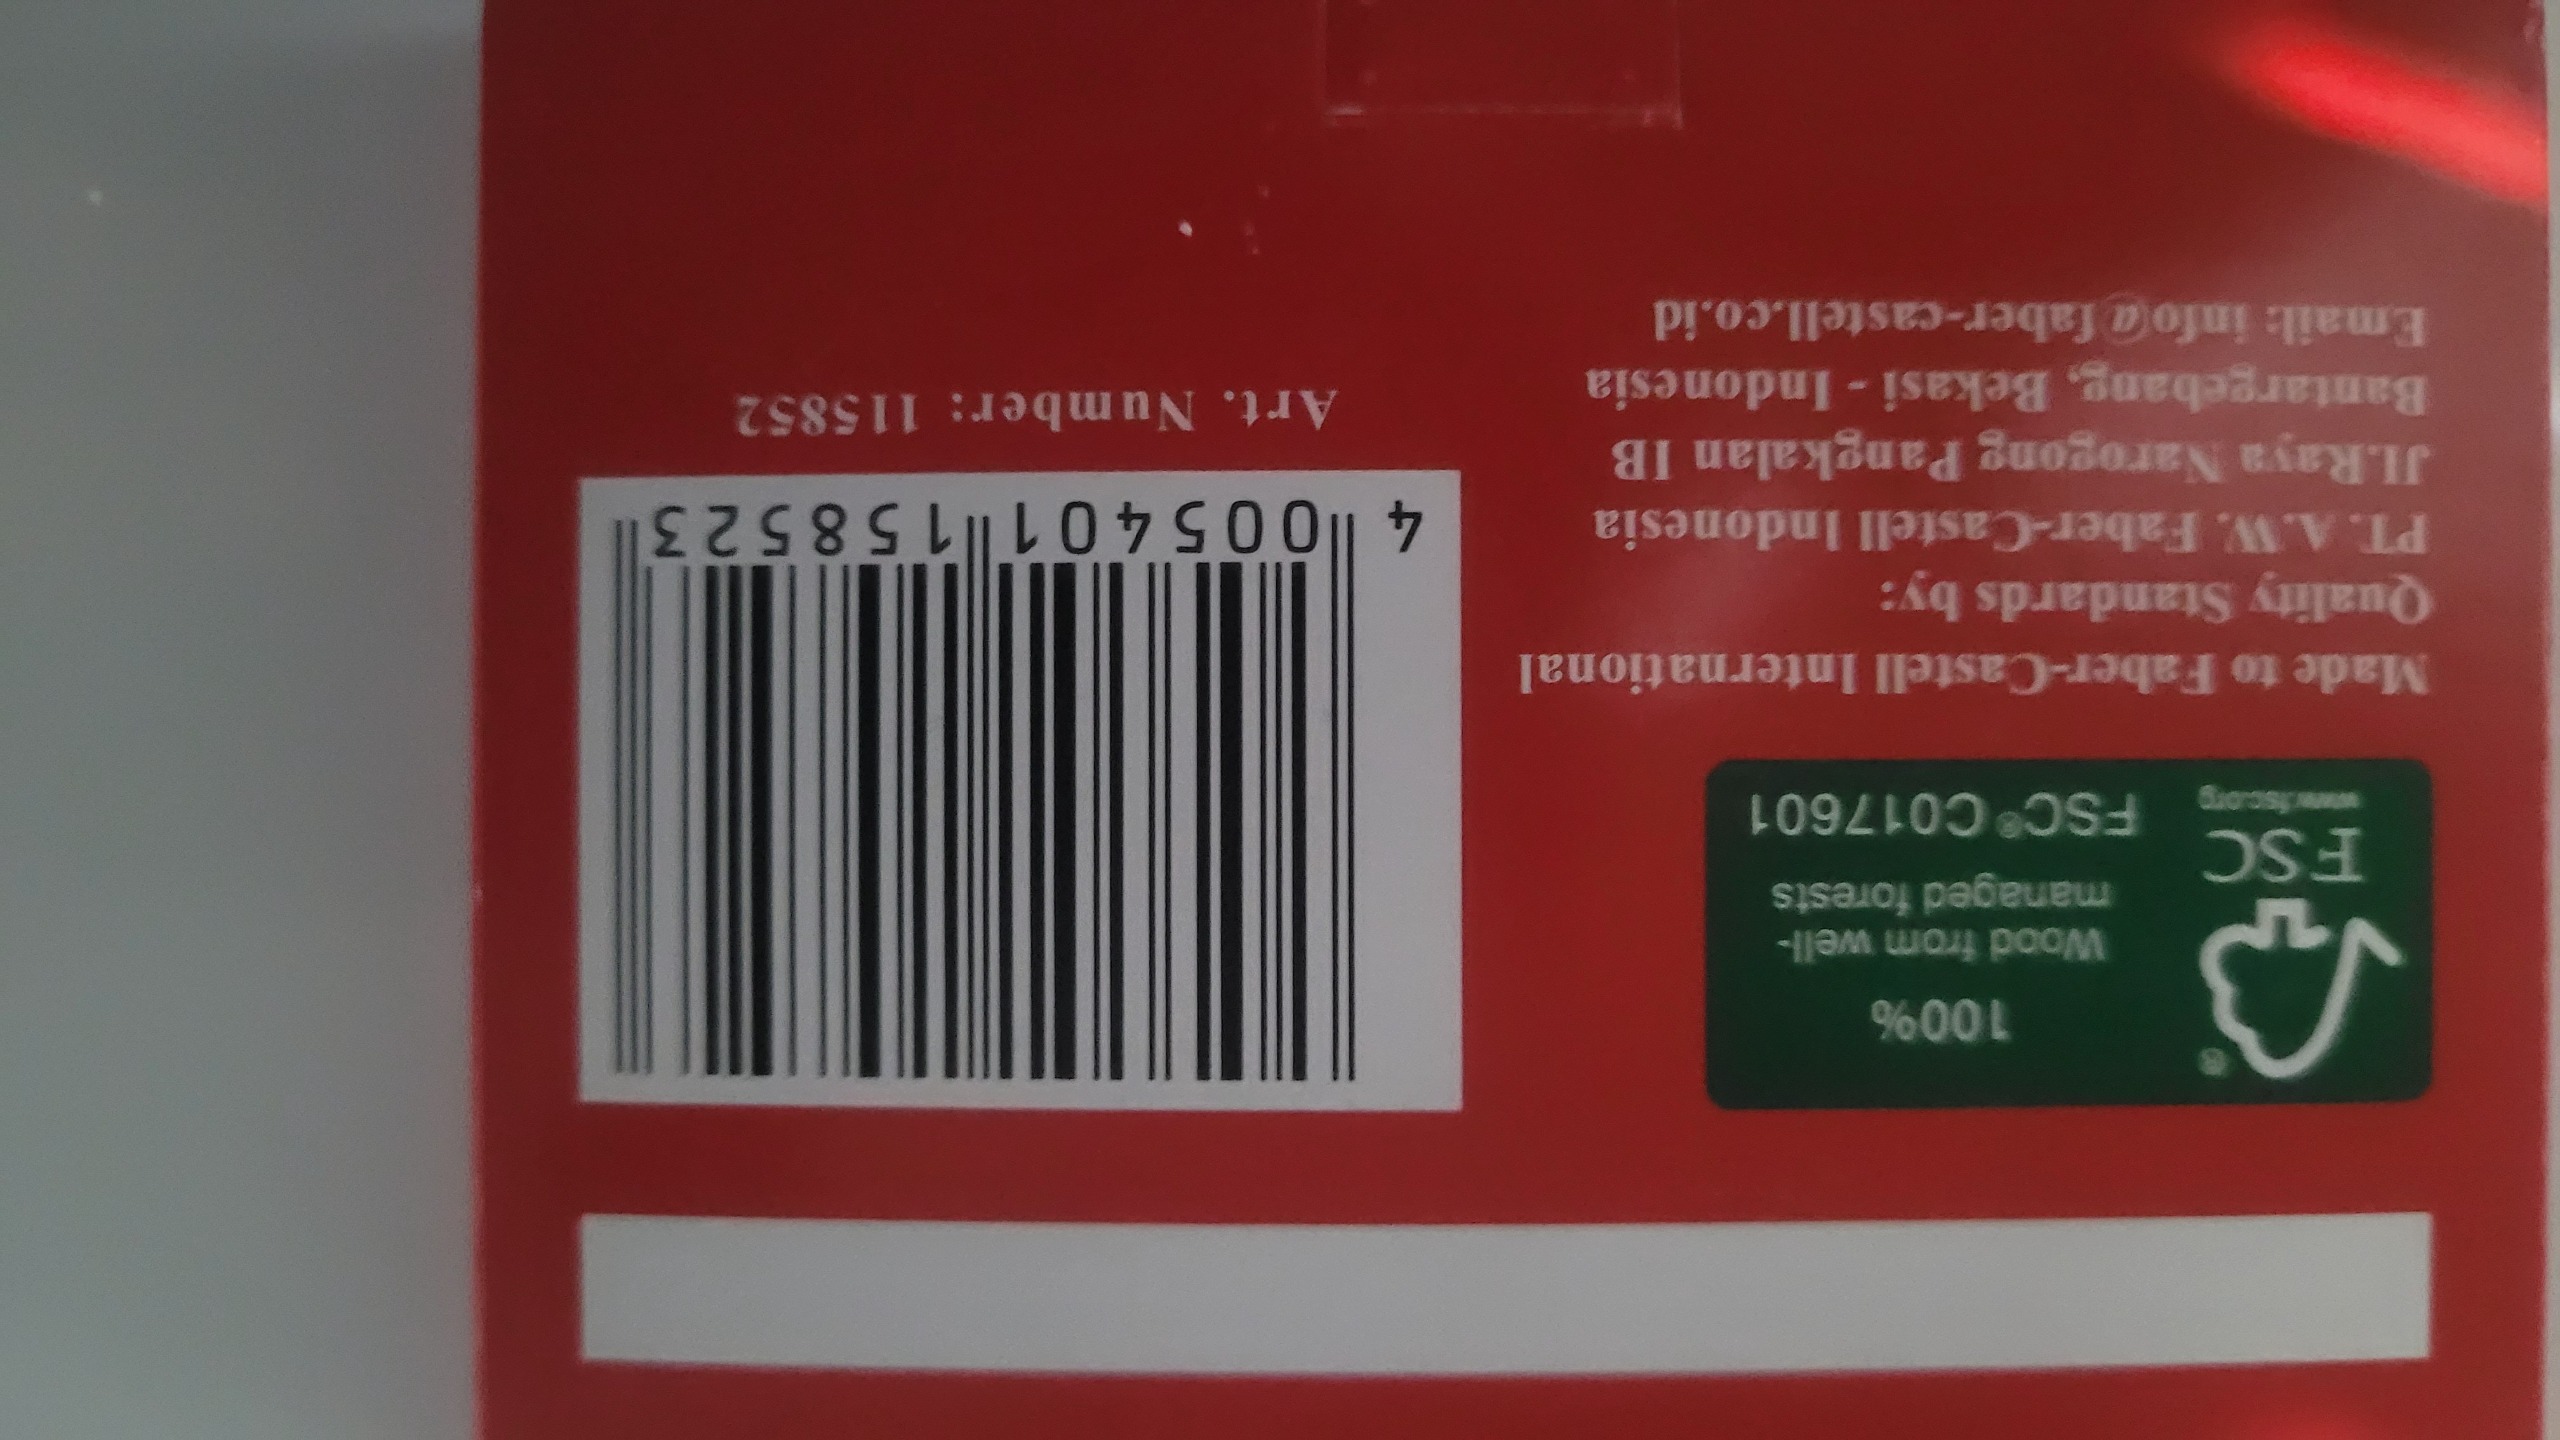 100%
Wood from well-
managed forests
FSC® C017601
®
FSC
www.fsc.org
Made to Faber-Castell International
Quality Standards by:
PT. A.W. Faber-Castell Indonesia
Jl.Raya Narogong Pangkalan IB
Bantargebang, Bekasi - Indonesia
Email: info@faber-castell.co.id
4 005401 158523
Art. Number: 115852